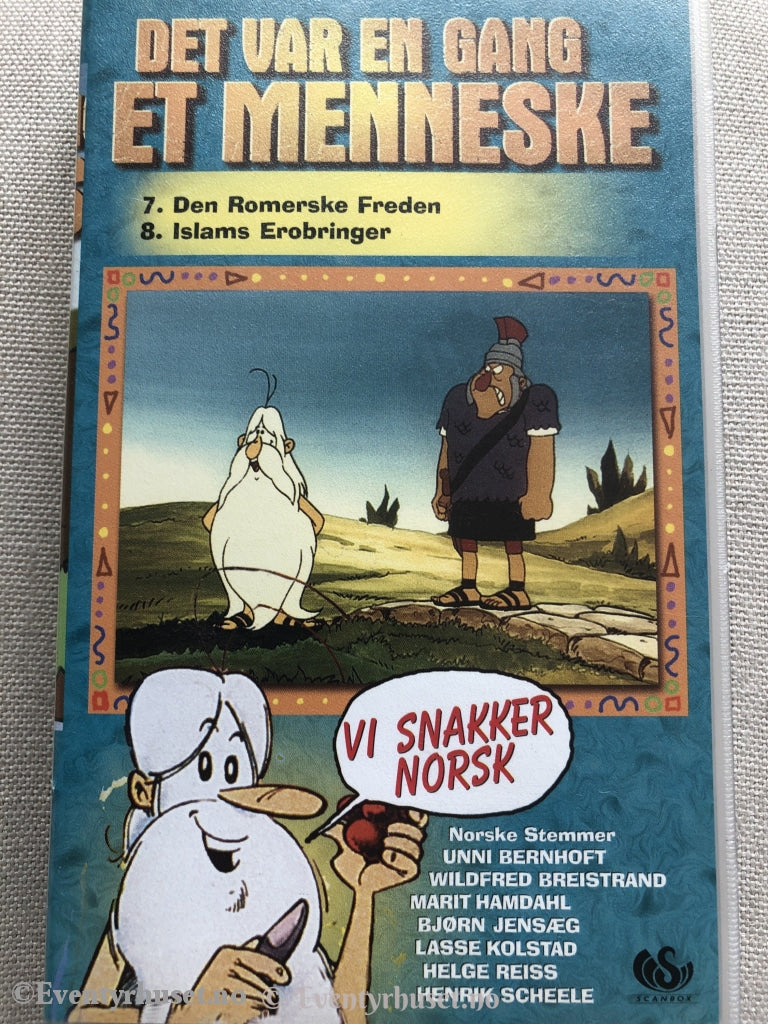 DET VAR EN GANG
ET MENNESKE
7. Den Romerske Freden
8. Islams Erobringer
VI SNAKKER
NORSK
Norske Stemmer
UNNI BERNHOFT
WILDFRED BREISTRAND
MARIT HAMDAHL
BJØRN JENSÆG
LASSE KOLSTAD
HELGE REISS
HENRIK SCHEELE
S
SCANBOX
©Eventyrhuset.no ©Eventyrhuset.no